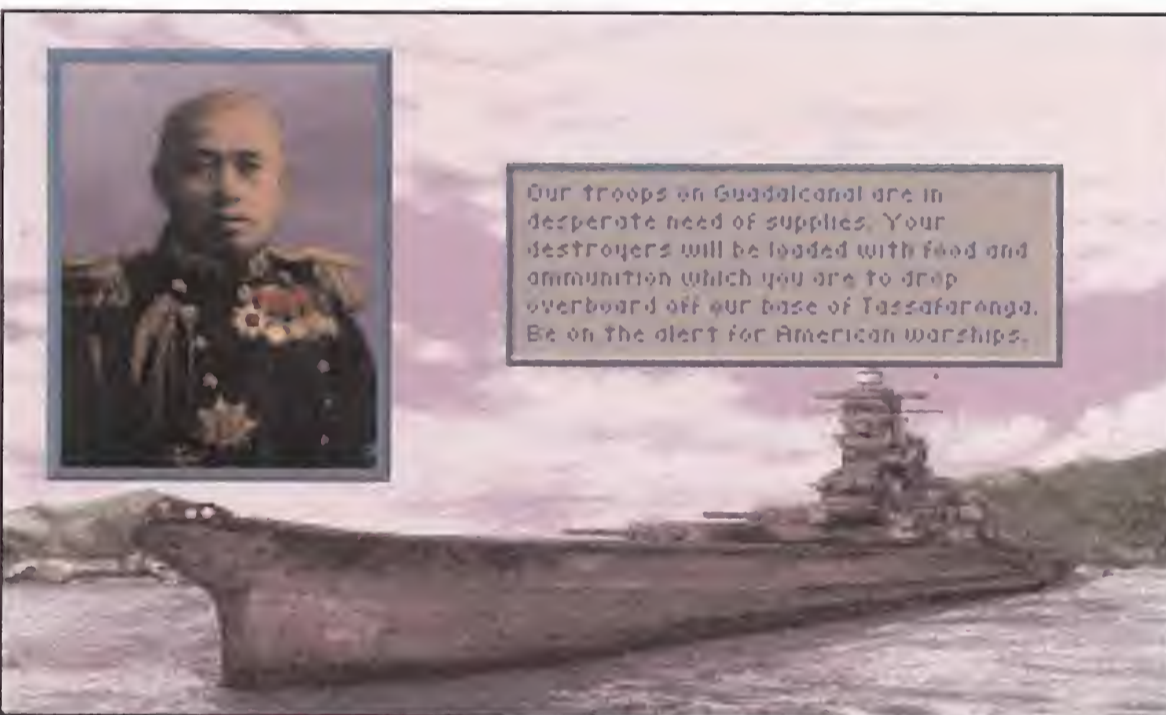 Our troops on Guadalcanal are in
desperate need of supplies. Your
destroyers will be loaded with food and
ammunition which you are to drop
overboard off our base of Tassafaronga.
Be on the alert for American warships.